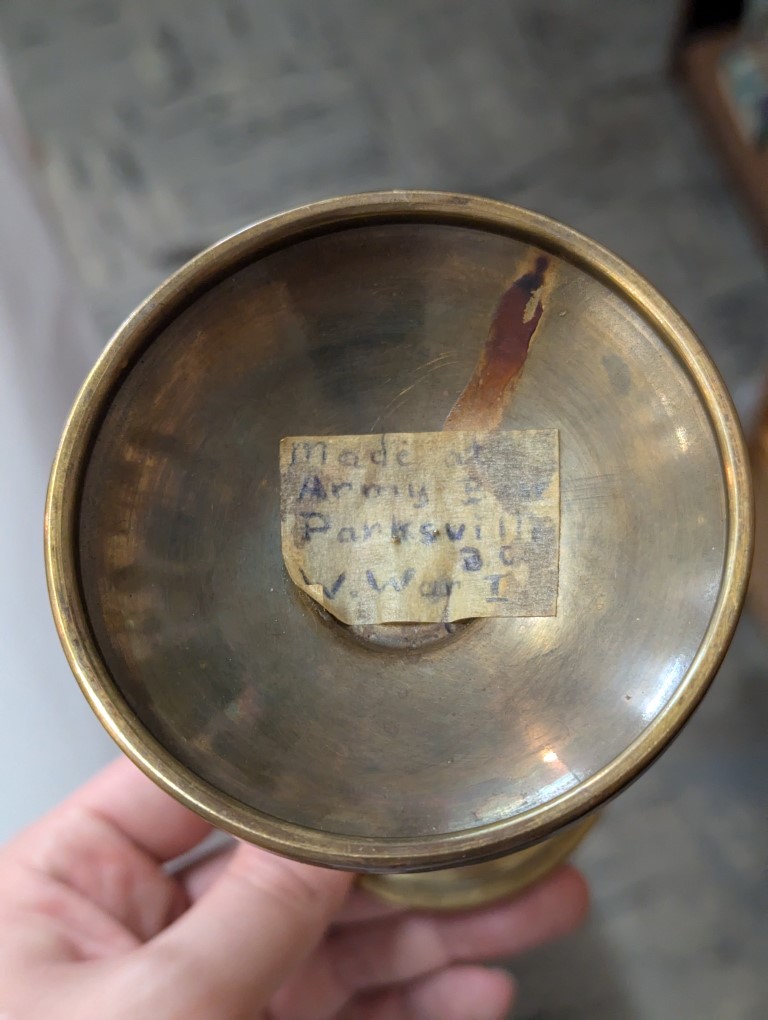 Made at
Army
Parksville
B.C.
W. War I